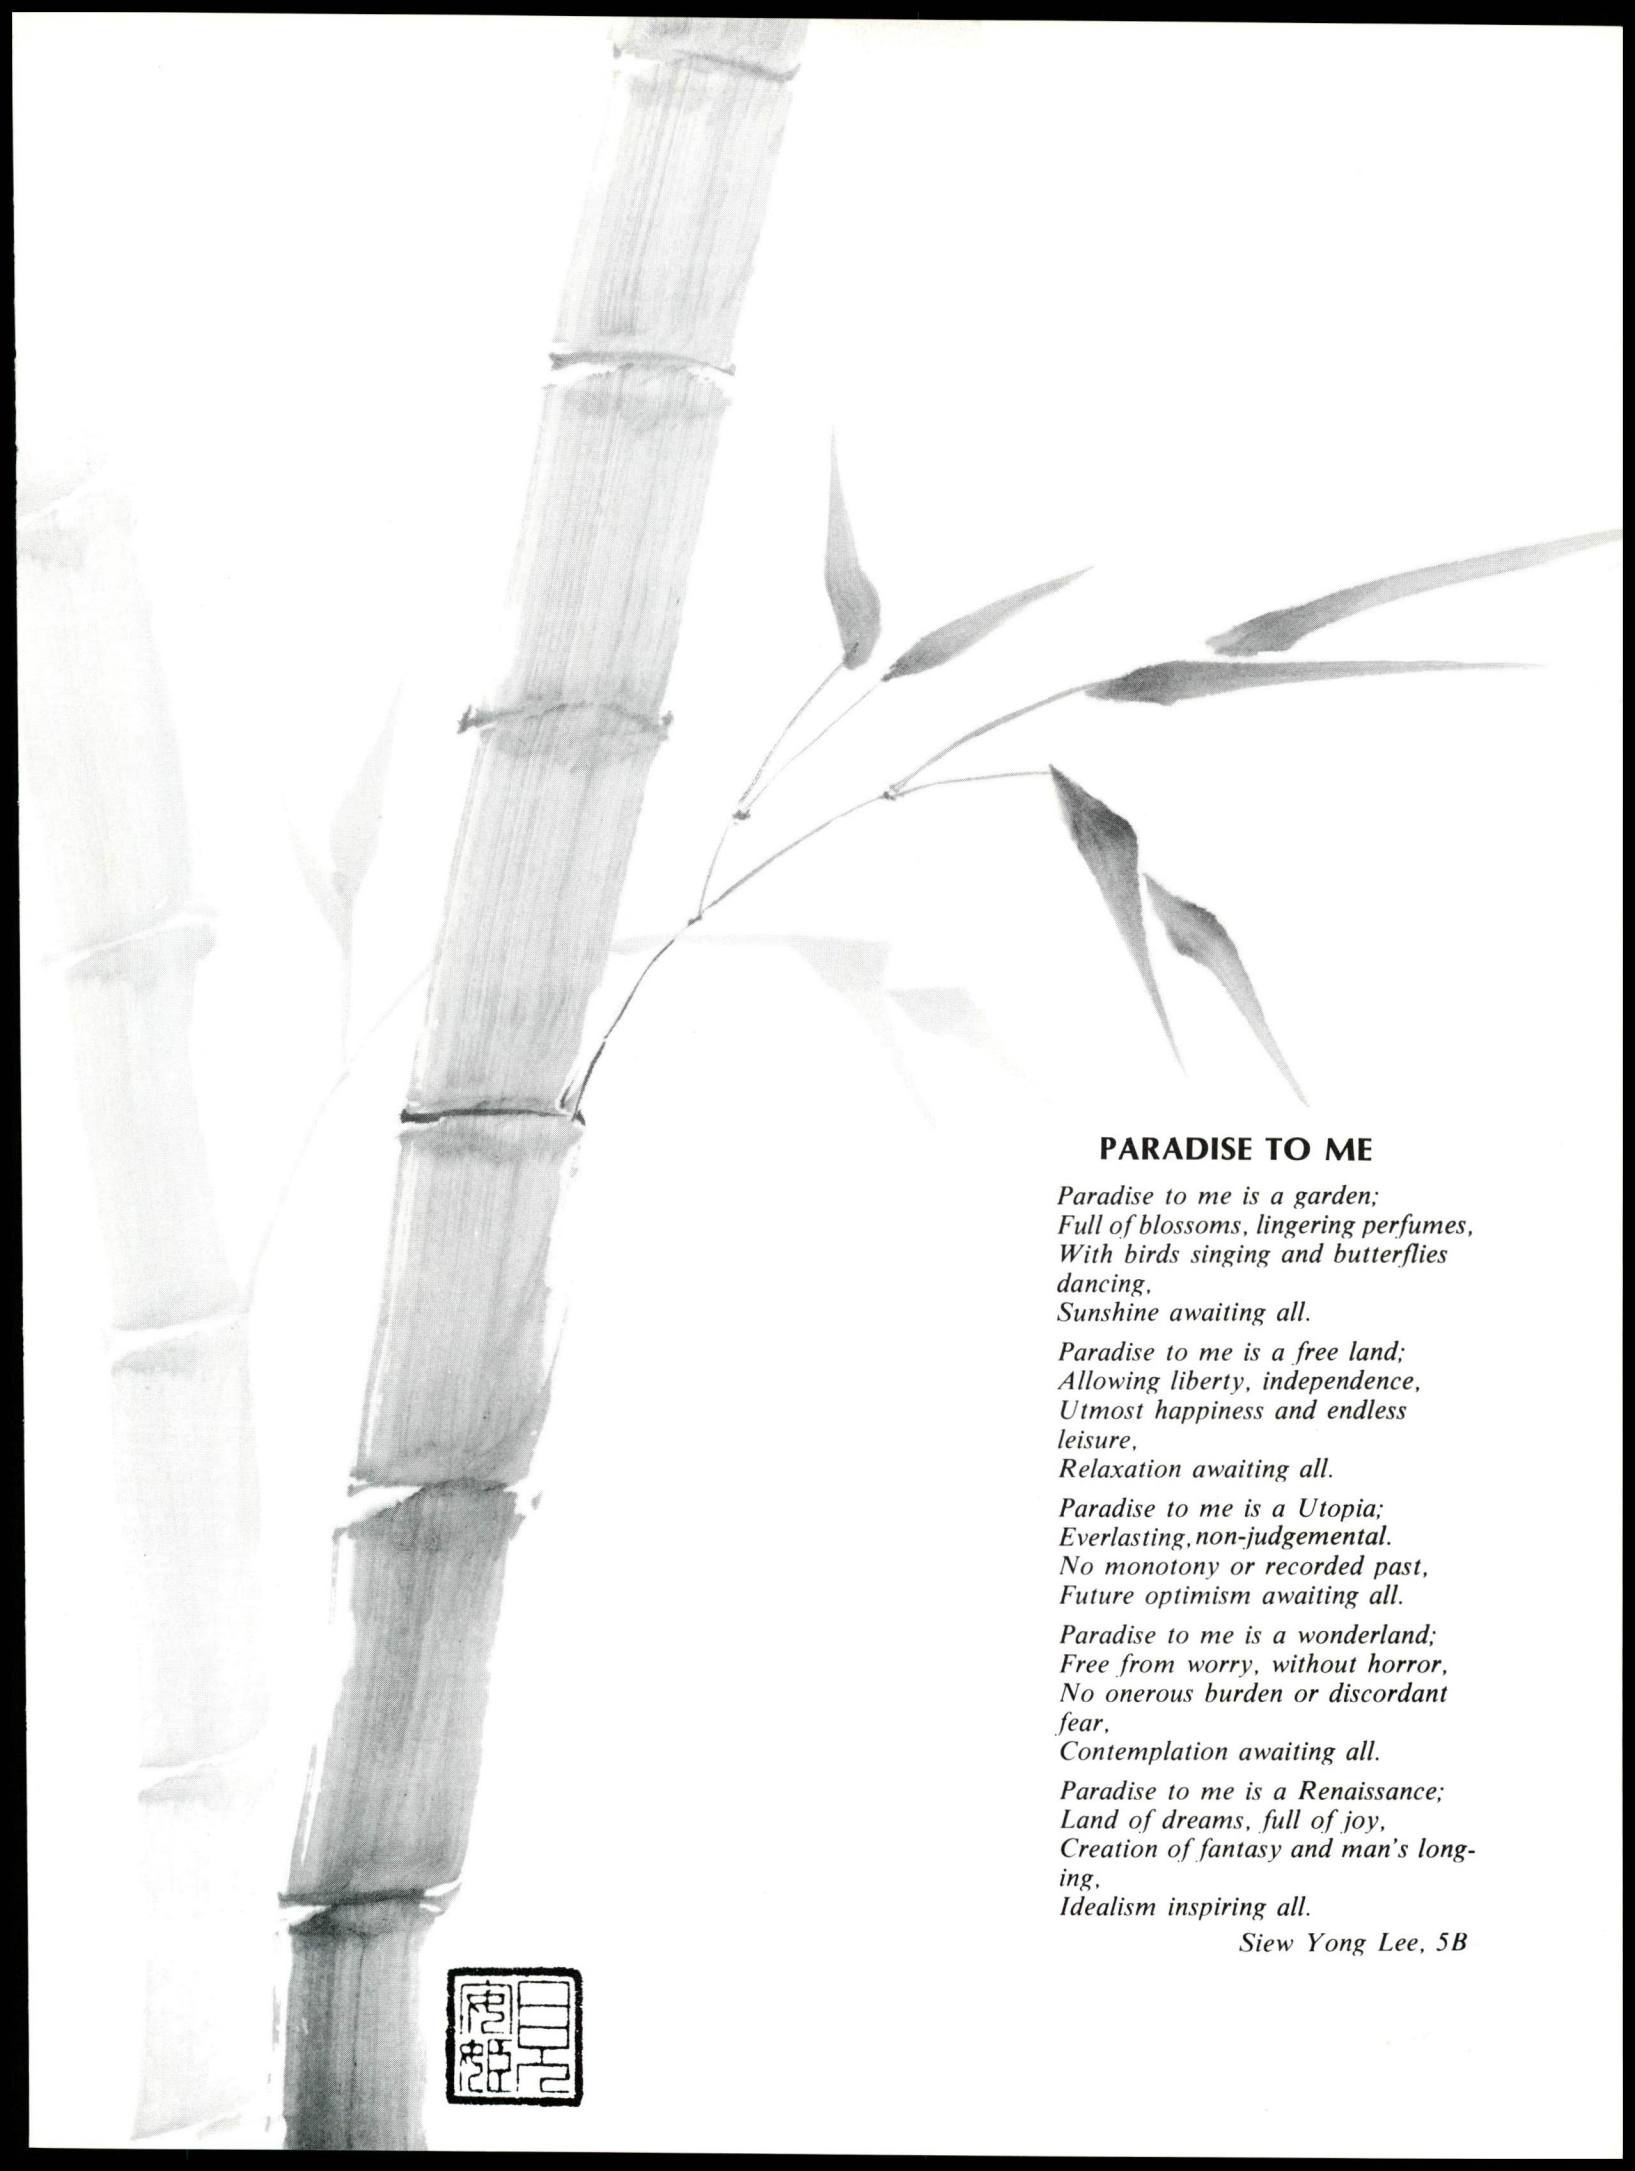 PARADISE TO ME
Paradise to me is a garden;
Full of blossoms, lingering perfumes,
With birds singing and butterflies
dancing,
Sunshine awaiting all.
Paradise to me is a free land;
Allowing liberty, independence,
Utmost happiness and endless
leisure,
Relaxation awaiting all.
Paradise to me is a Utopia;
Everlasting, non-judgemental.
No monotony or recorded past,
Future optimism awaiting all.
Paradise to me is a wonderland;
Free from worry, without horror,
No onerous burden or discordant
fear,
Contemplation awaiting all.
Paradise to me is a Renaissance;
Land of dreams, full of joy,
Creation of fantasy and man's long-
ing,
Idealism inspiring all.
Siew Yong Lee, 5B